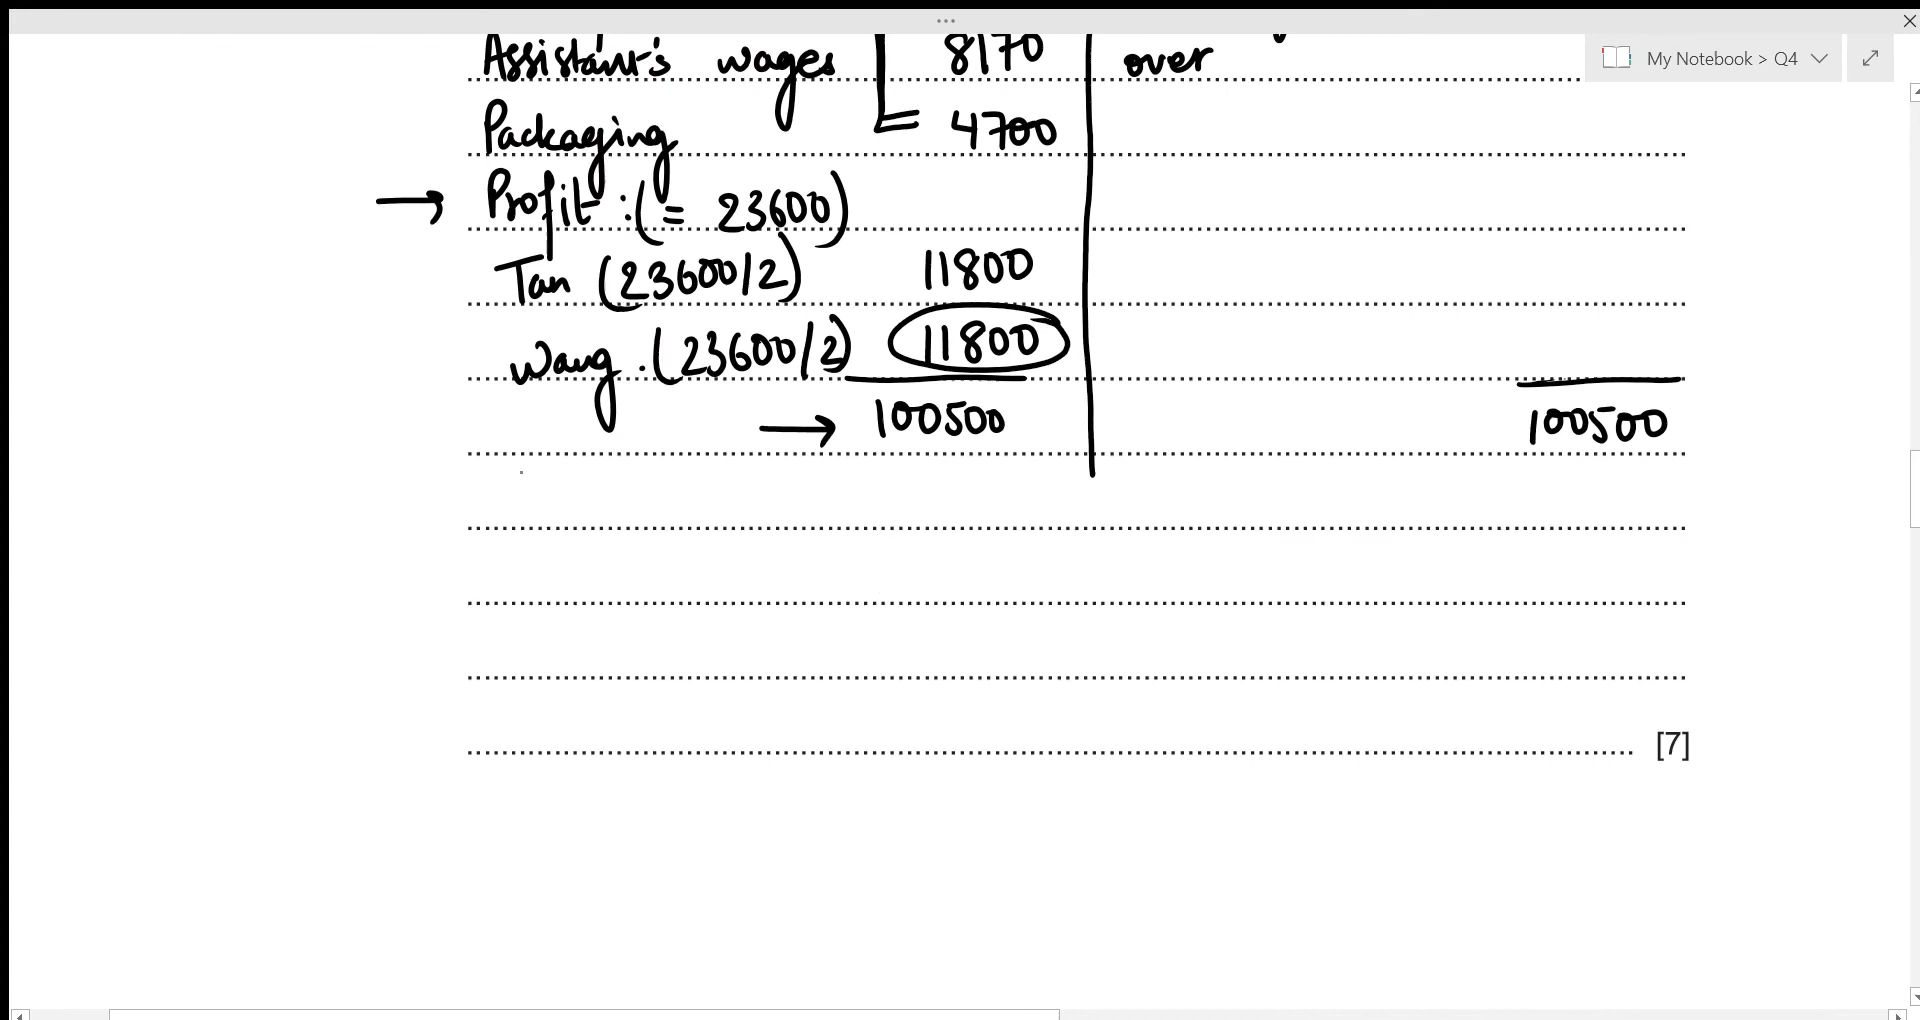 My Notebook > Q4
Assistant's wages 8170 over
Packaging 4700
→ Profit : (= 23600)
Tan (23600/2) 11800
Wang . (23600/2) 11800
→ 100500 100500
[7]